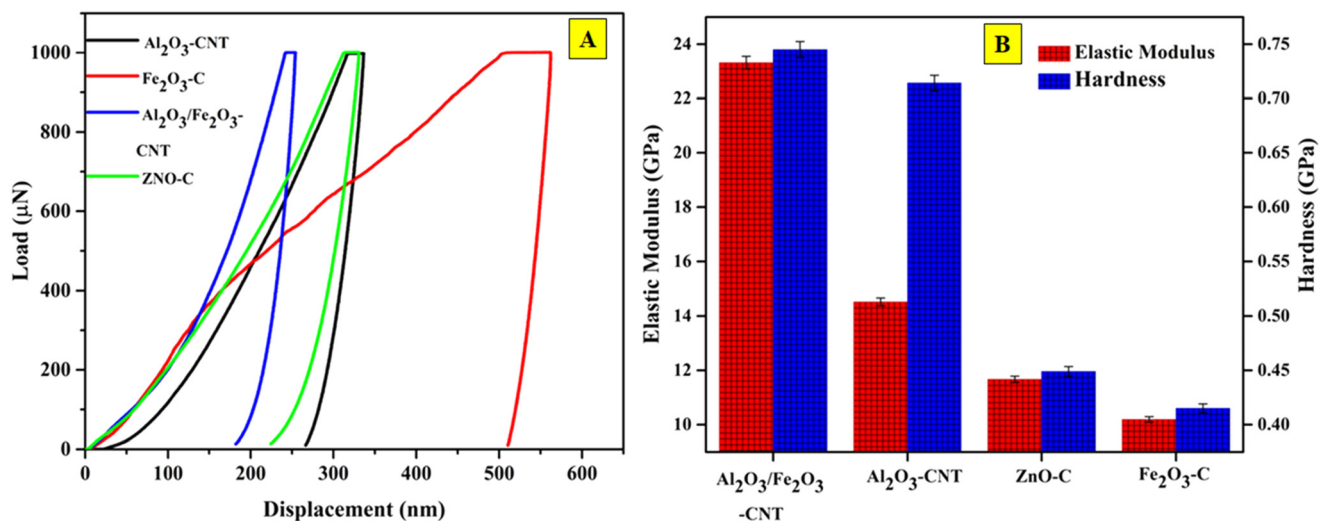 A
Al₂O₃-CNT
Fe₂O₃-C
Al₂O₃/Fe₂O₃-
CNT
ZNO-C
1000
800
600
400
200
0
Load (μN)
0 100 200 300 400 500 600
Displacement (nm)
B
Elastic Modulus
Hardness
24
22
20
18
16
14
12
10
Elastic Modulus (GPa)
0.75
0.70
0.65
0.60
0.55
0.50
0.45
0.40
Hardness (GPa)
Al₂O₃/Fe₂O₃
-CNT
Al₂O₃-CNT
ZnO-C
Fe₂O₃-C